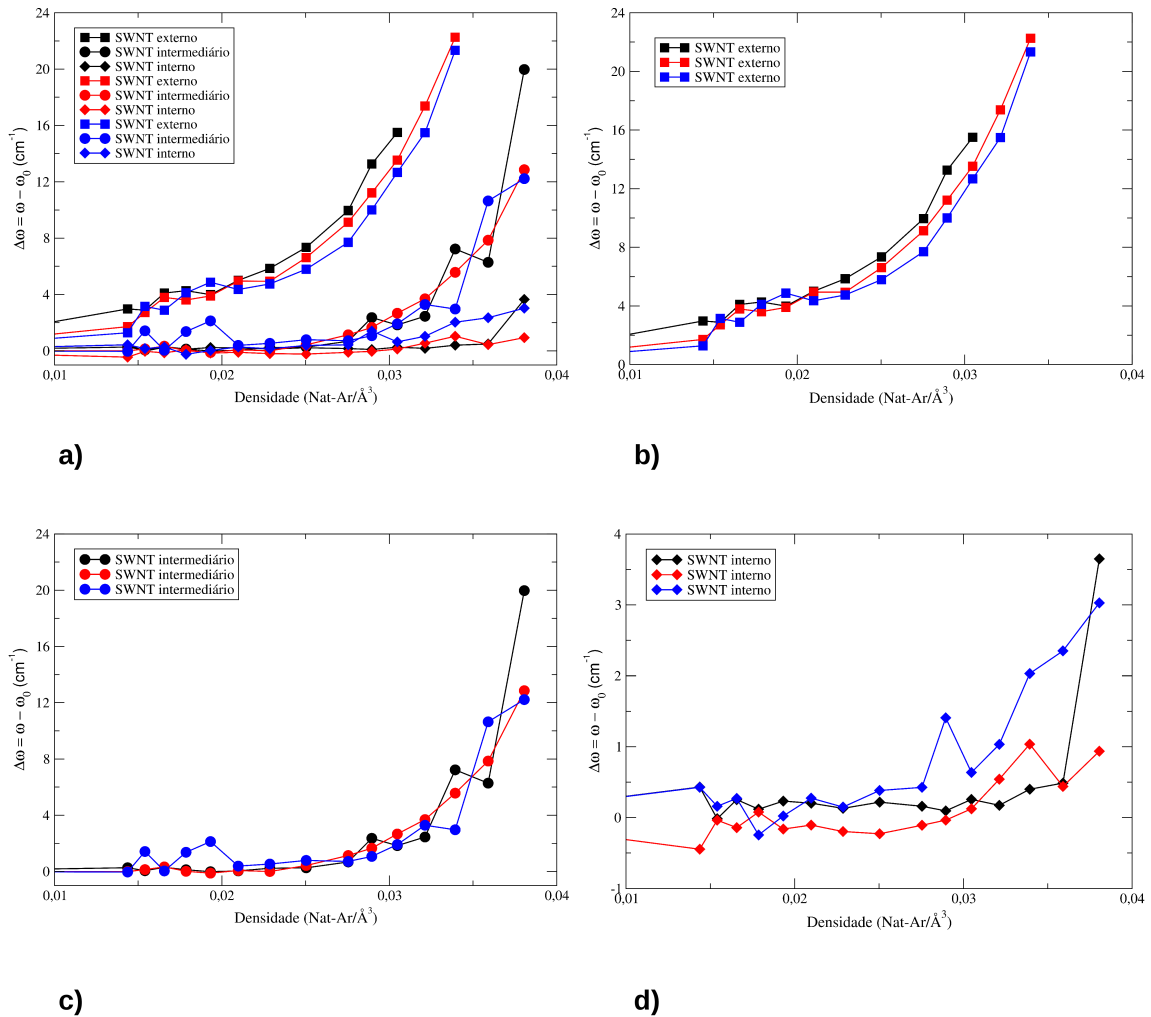 24
20
16
12
8
4
0
Δω = ω − ω₀ (cm⁻¹)
SWNT externo
SWNT intermediário
SWNT interno
SWNT externo
SWNT intermediário
SWNT interno
SWNT externo
SWNT intermediário
SWNT interno
0,01 0,02 0,03 0,04
Densidade (Nat-Ar/Å³)
a)
24
20
16
12
8
4
0
Δω = ω − ω₀ (cm⁻¹)
SWNT externo
SWNT externo
SWNT externo
0,01 0,02 0,03 0,04
Densidade (Nat-Ar/Å³)
b)
24
20
16
12
8
4
0
Δω = ω − ω₀ (cm⁻¹)
SWNT intermediário
SWNT intermediário
SWNT intermediário
0,01 0,02 0,03 0,04
Densidade (Nat-Ar/Å³)
c)
4
3
2
1
0
-1
Δω = ω − ω₀ (cm⁻¹)
SWNT interno
SWNT interno
SWNT interno
0,01 0,02 0,03 0,04
Densidade (Nat-Ar/Å³)
d)